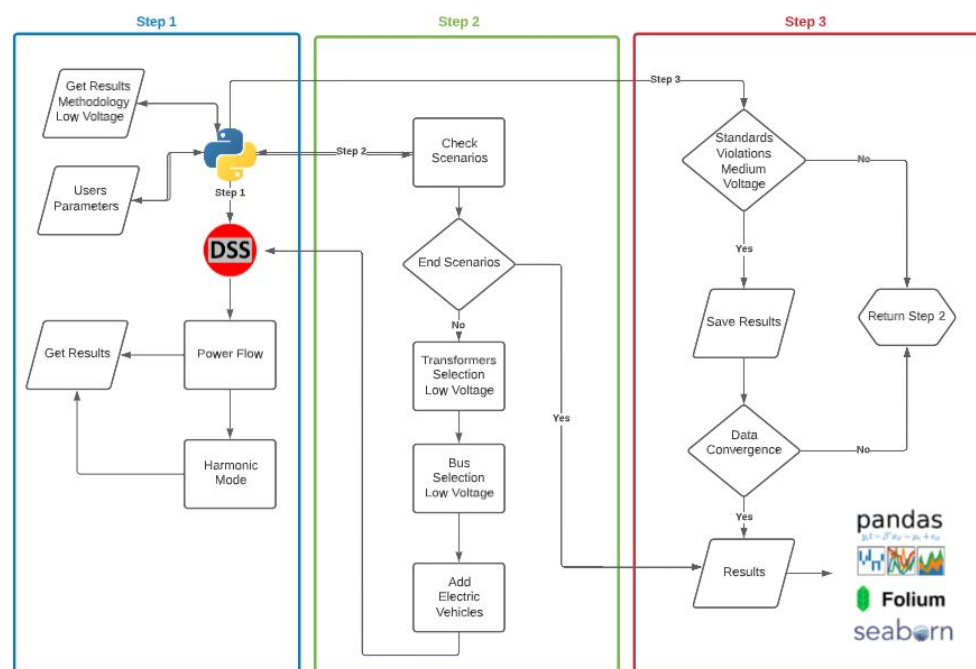 Step 1
Step 2
Step 3
Get Results
Methodology
Low Voltage
Users
Parameters
Step 1
DSS
Power Flow
Get Results
Harmonic
Mode
Step 2
Check
Scenarios
End Scenarios
No
Yes
Transformers
Selection
Low Voltage
Bus
Selection
Low Voltage
Add
Electric
Vehicles
Step 3
Standards
Violations
Medium
Voltage
No
Yes
Save Results
Return Step 2
Data
Convergence
No
Yes
Results
pandas
Folium
seaborn